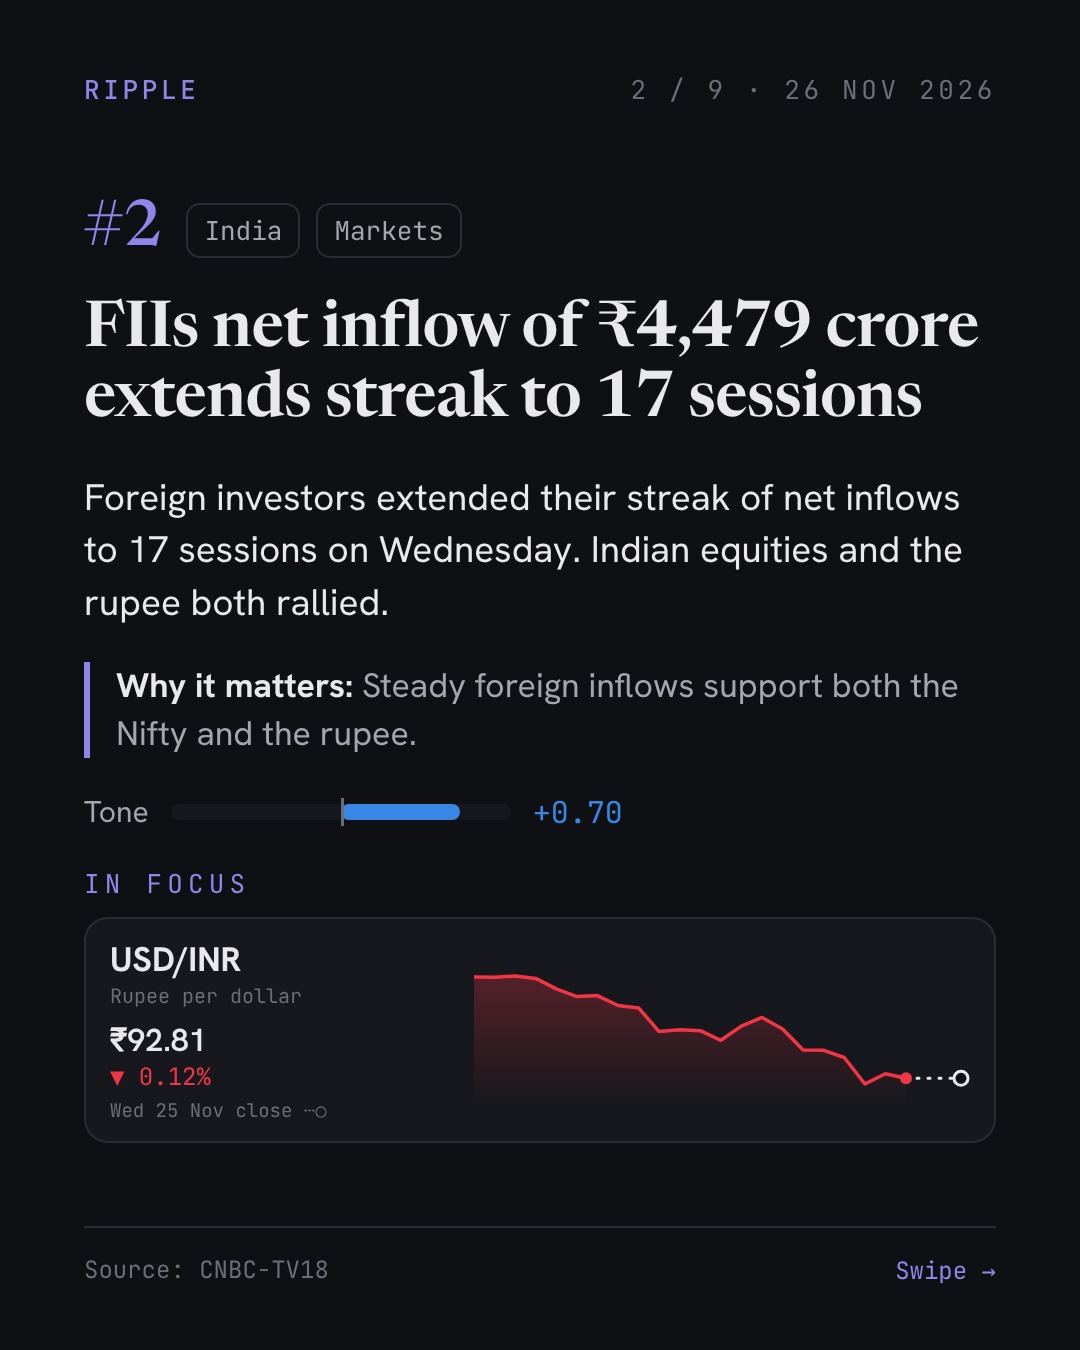 RIPPLE
2 / 9 · 26 NOV 2026
#2 India Markets
FIIs net inflow of ₹4,479 crore
extends streak to 17 sessions
Foreign investors extended their streak of net inflows
to 17 sessions on Wednesday. Indian equities and the
rupee both rallied.
Why it matters: Steady foreign inflows support both the
Nifty and the rupee.
Tone +0.70
IN FOCUS
USD/INR
Rupee per dollar
₹92.81
▼ 0.12%
Wed 25 Nov close
Source: CNBC-TV18
Swipe →